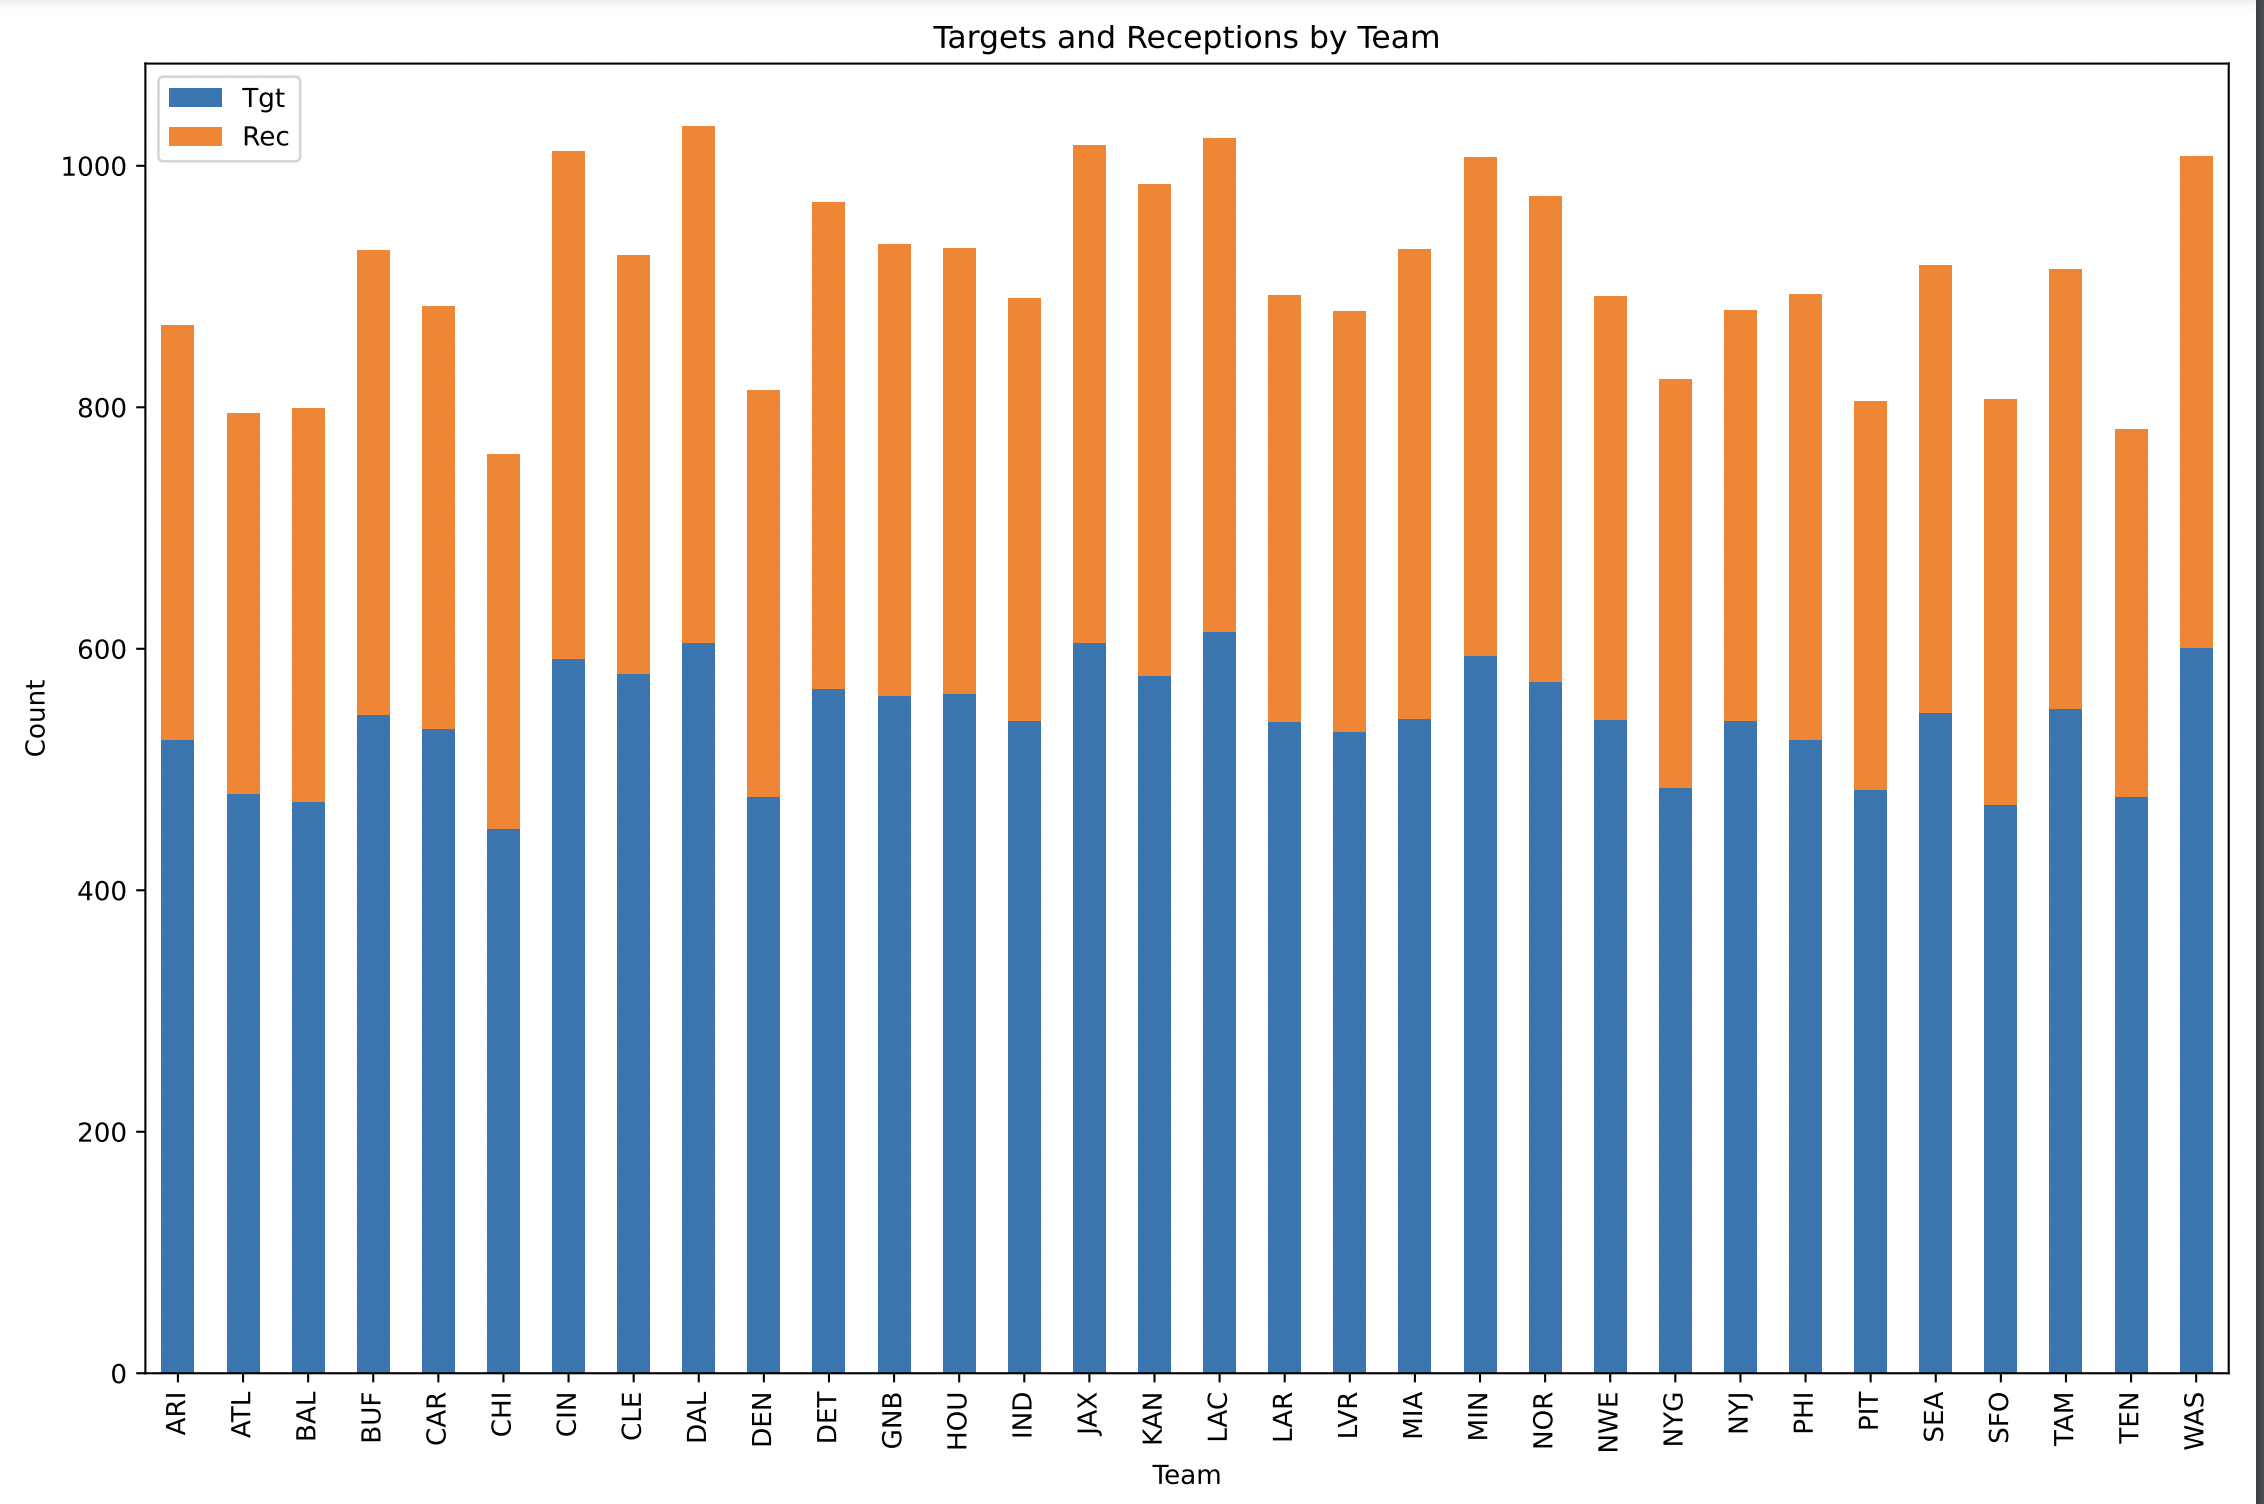 Targets and Receptions by Team
Tgt
Rec
1000
800
600
400
200
0
Count
ARI
ATL
BAL
BUF
CAR
CHI
CIN
CLE
DAL
DEN
DET
GNB
HOU
IND
JAX
KAN
LAC
LAR
LVR
MIA
MIN
NOR
NWE
NYG
NYJ
PHI
PIT
SEA
SFO
TAM
TEN
WAS
Team